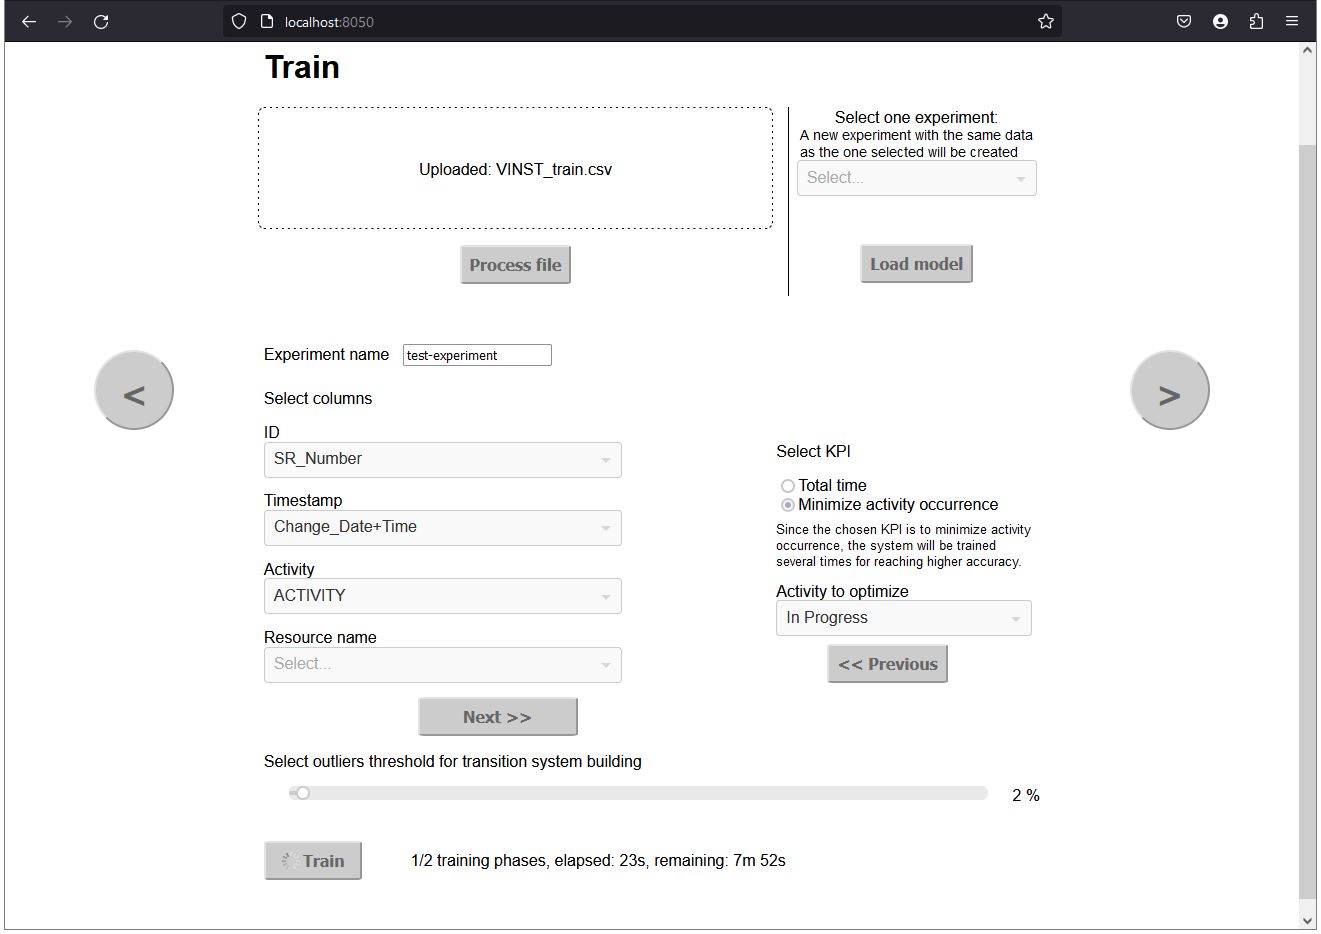 localhost:8050
Train
Uploaded: VINST_train.csv
Process file
Select one experiment:
A new experiment with the same data
as the one selected will be created
Select...
Load model
<
>
Experiment name test-experiment
Select columns
ID
SR_Number
Timestamp
Change_Date+Time
Activity
ACTIVITY
Resource name
Select...
Next >>
Select KPI
Total time
Minimize activity occurrence
Since the chosen KPI is to minimize activity
occurrence, the system will be trained
several times for reaching higher accuracy.
Activity to optimize
In Progress
<< Previous
Select outliers threshold for transition system building
2 %
Train
1/2 training phases, elapsed: 23s, remaining: 7m 52s